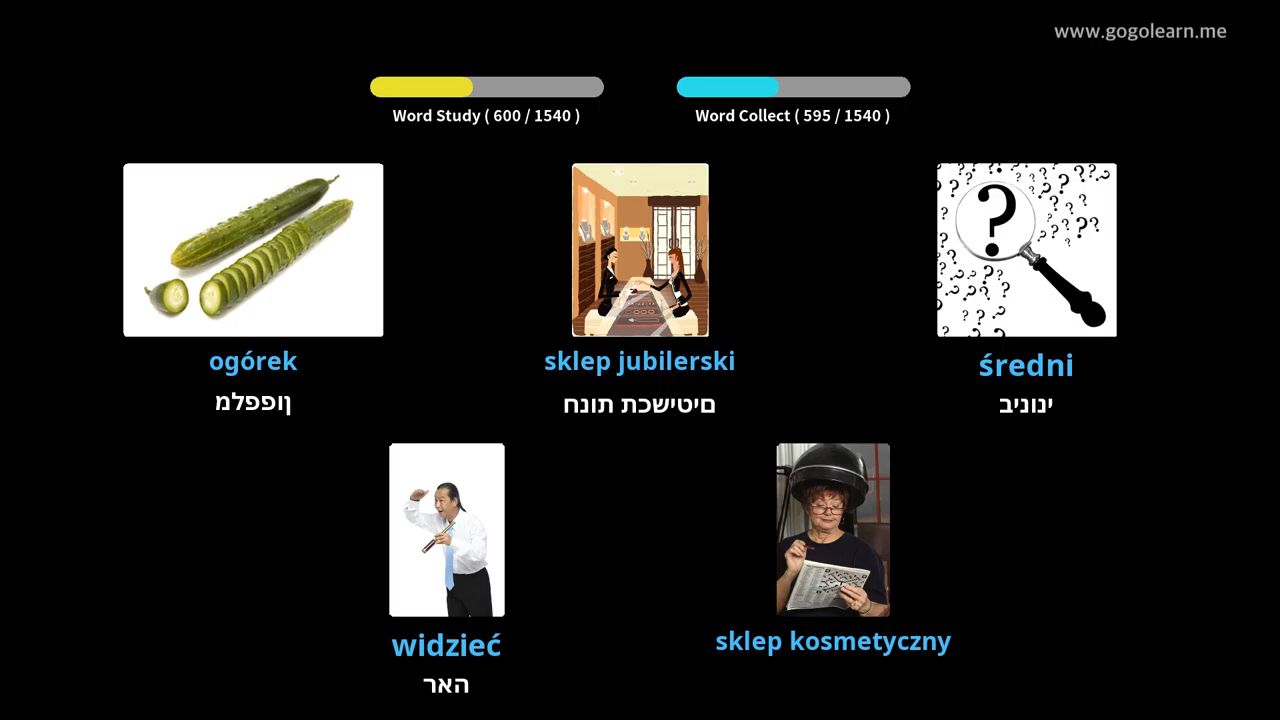 www.gogolearn.me
Word Study ( 600 / 1540 )
Word Collect ( 595 / 1540 )
ogórek
ןופפלמ
sklep jubilerski
םיטישכת תונח
średni
ינוניב
widzieć
האר
sklep kosmetyczny